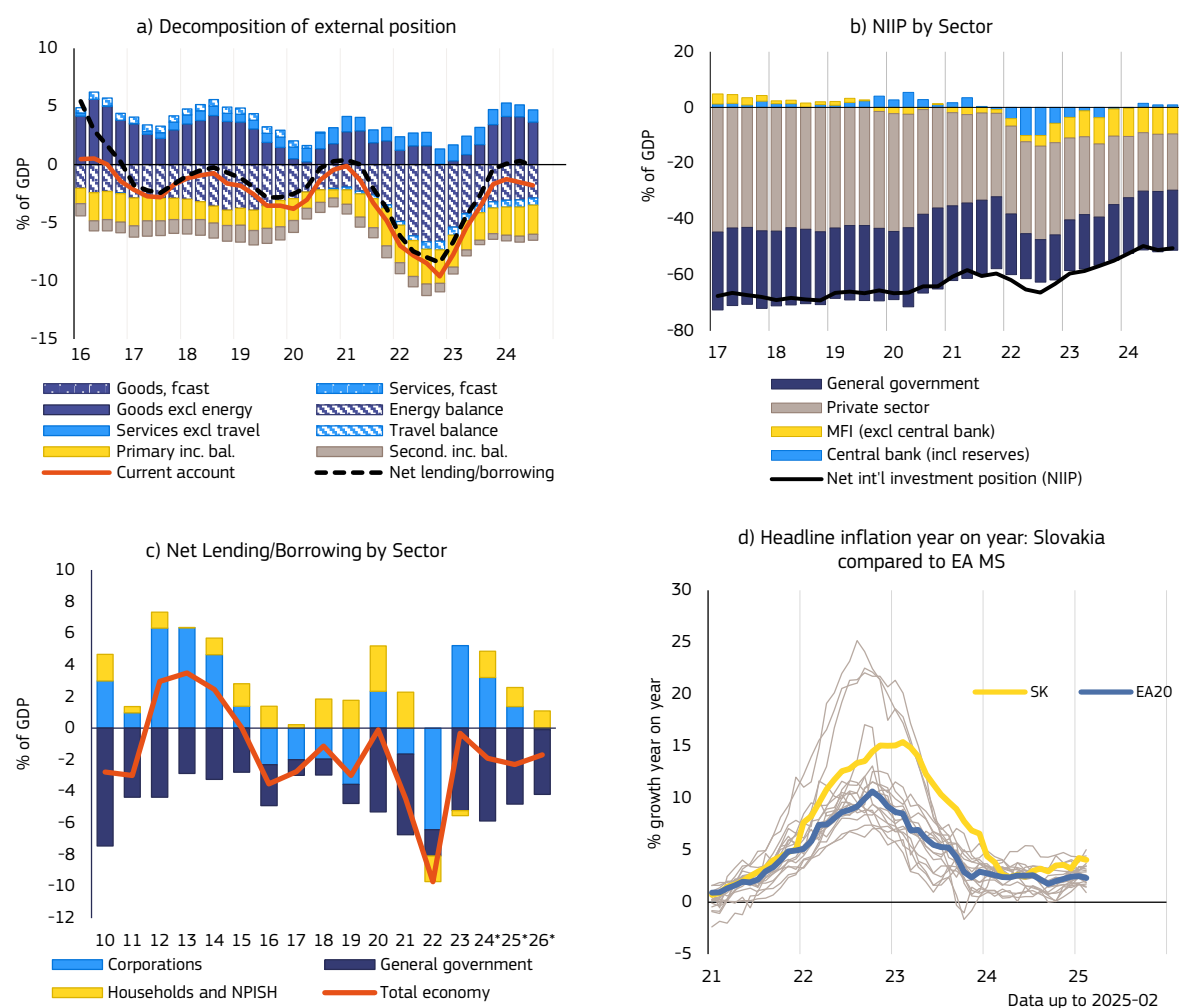 a) Decomposition of external position
% of GDP
10
5
0
-5
-10
-15
16 17 18 19 20 21 22 23 24
Goods, fcast Services, fcast
Goods excl energy Energy balance
Services excl travel Travel balance
Primary inc. bal. Second. inc. bal.
Current account Net lending/borrowing
b) NIIP by Sector
% of GDP
20
0
-20
-40
-60
-80
17 18 19 20 21 22 23 24
General government
Private sector
MFI (excl central bank)
Central bank (incl reserves)
Net int'l investment position (NIIP)
c) Net Lending/Borrowing by Sector
% of GDP
10
8
6
4
2
0
-2
-4
-6
-8
-10
-12
10 11 12 13 14 15 16 17 18 19 20 21 22 23 24* 25* 26*
Corporations General government
Households and NPISH Total economy
d) Headline inflation year on year: Slovakia
compared to EA MS
% growth year on year
30
25
20
15
10
5
0
-5
SK EA20
21 22 23 24 25
Data up to 2025-02